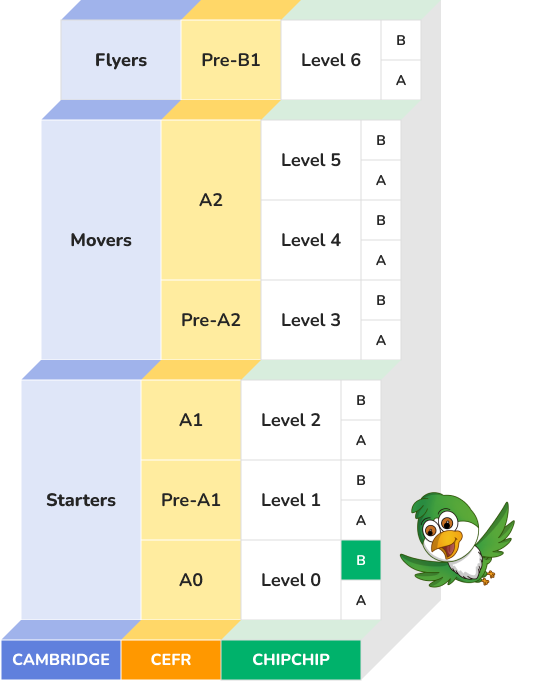 Flyers
Pre-B1
Level 6
B
A
Movers
A2
Level 5
B
A
Level 4
B
A
Pre-A2
Level 3
B
A
Starters
A1
Level 2
B
A
Pre-A1
Level 1
B
A
A0
Level 0
B
A
CAMBRIDGE
CEFR
CHIPCHIP